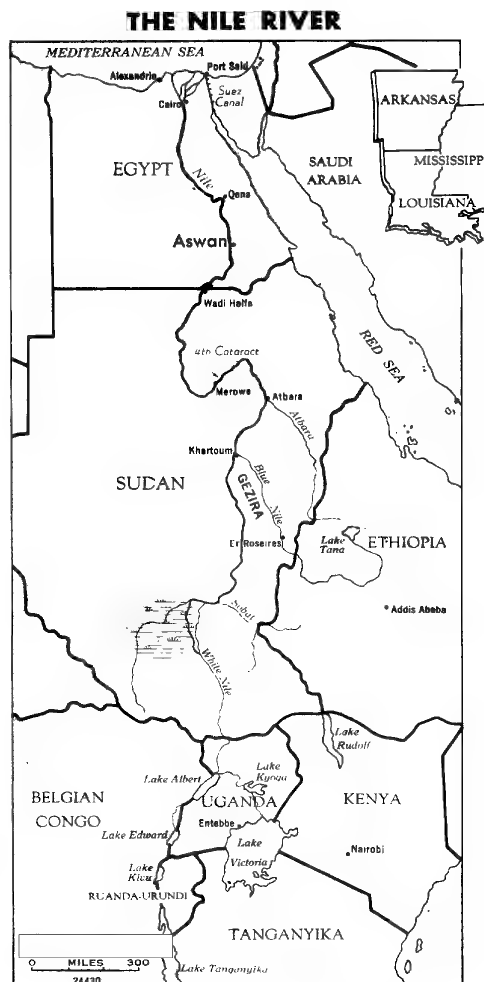 THE NILE RIVER
MEDITERRANEAN SEA
Alexandria
Port Said
Suez
Canal
Cairo
ARKANSAS
MISSISSIPP
LOUISIANA
EGYPT
Nile
Qena
SAUDI
ARABIA
Aswan
Wadi Halfa
RED SEA
4th Cataract
Merowe
Atbara
Atbara
Khartoum
SUDAN
Blue
Nile
GEZIRA
Er Roseires
Lake
Tana
ETHIOPIA
Addis Ababa
Sobat
White Nile
Lake
Rudolf
Lake Albert
Lake
Kyoga
BELGIAN
CONGO
UGANDA
KENYA
Entebbe
Lake Edward
Lake
Victoria
Nairobi
Lake
Kivu
RUANDA-URUNDI
TANGANYIKA
0 MILES 300
24430
Lake Tanganyika